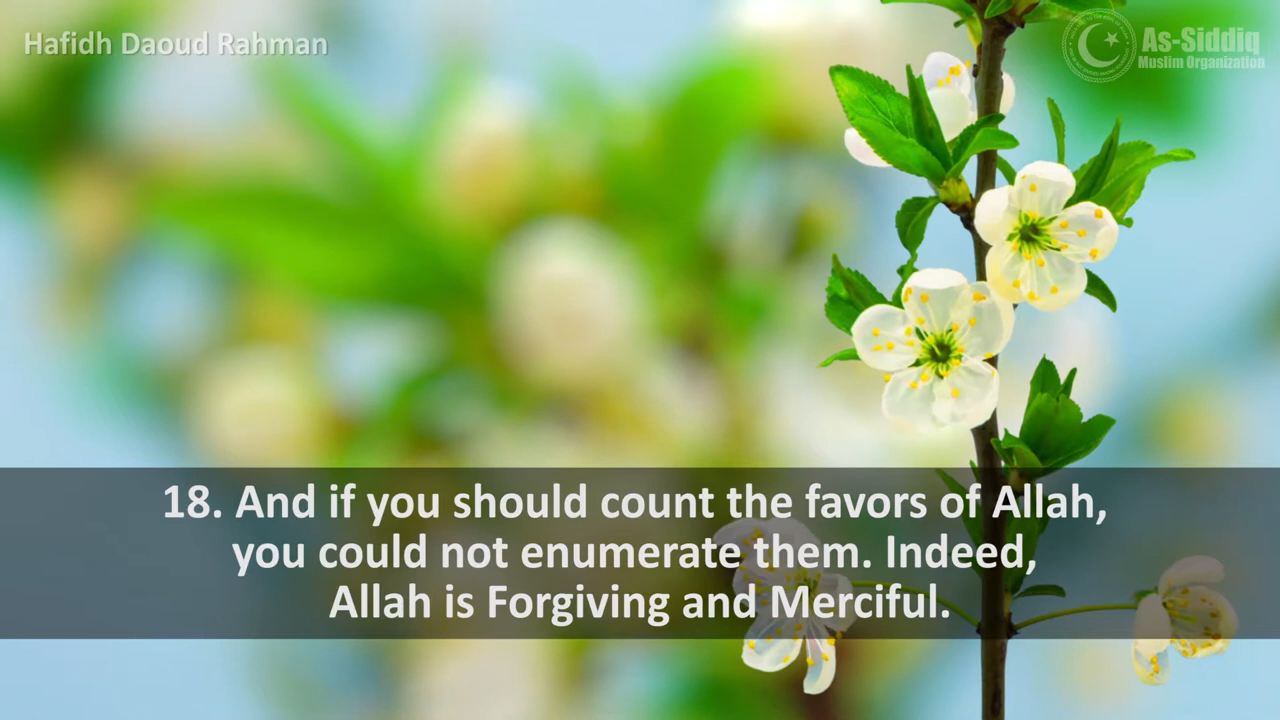 Hafidh Daoud Rahman
As-Siddiq
Muslim Organization
18. And if you should count the favors of Allah,
you could not enumerate them. Indeed,
Allah is Forgiving and Merciful.